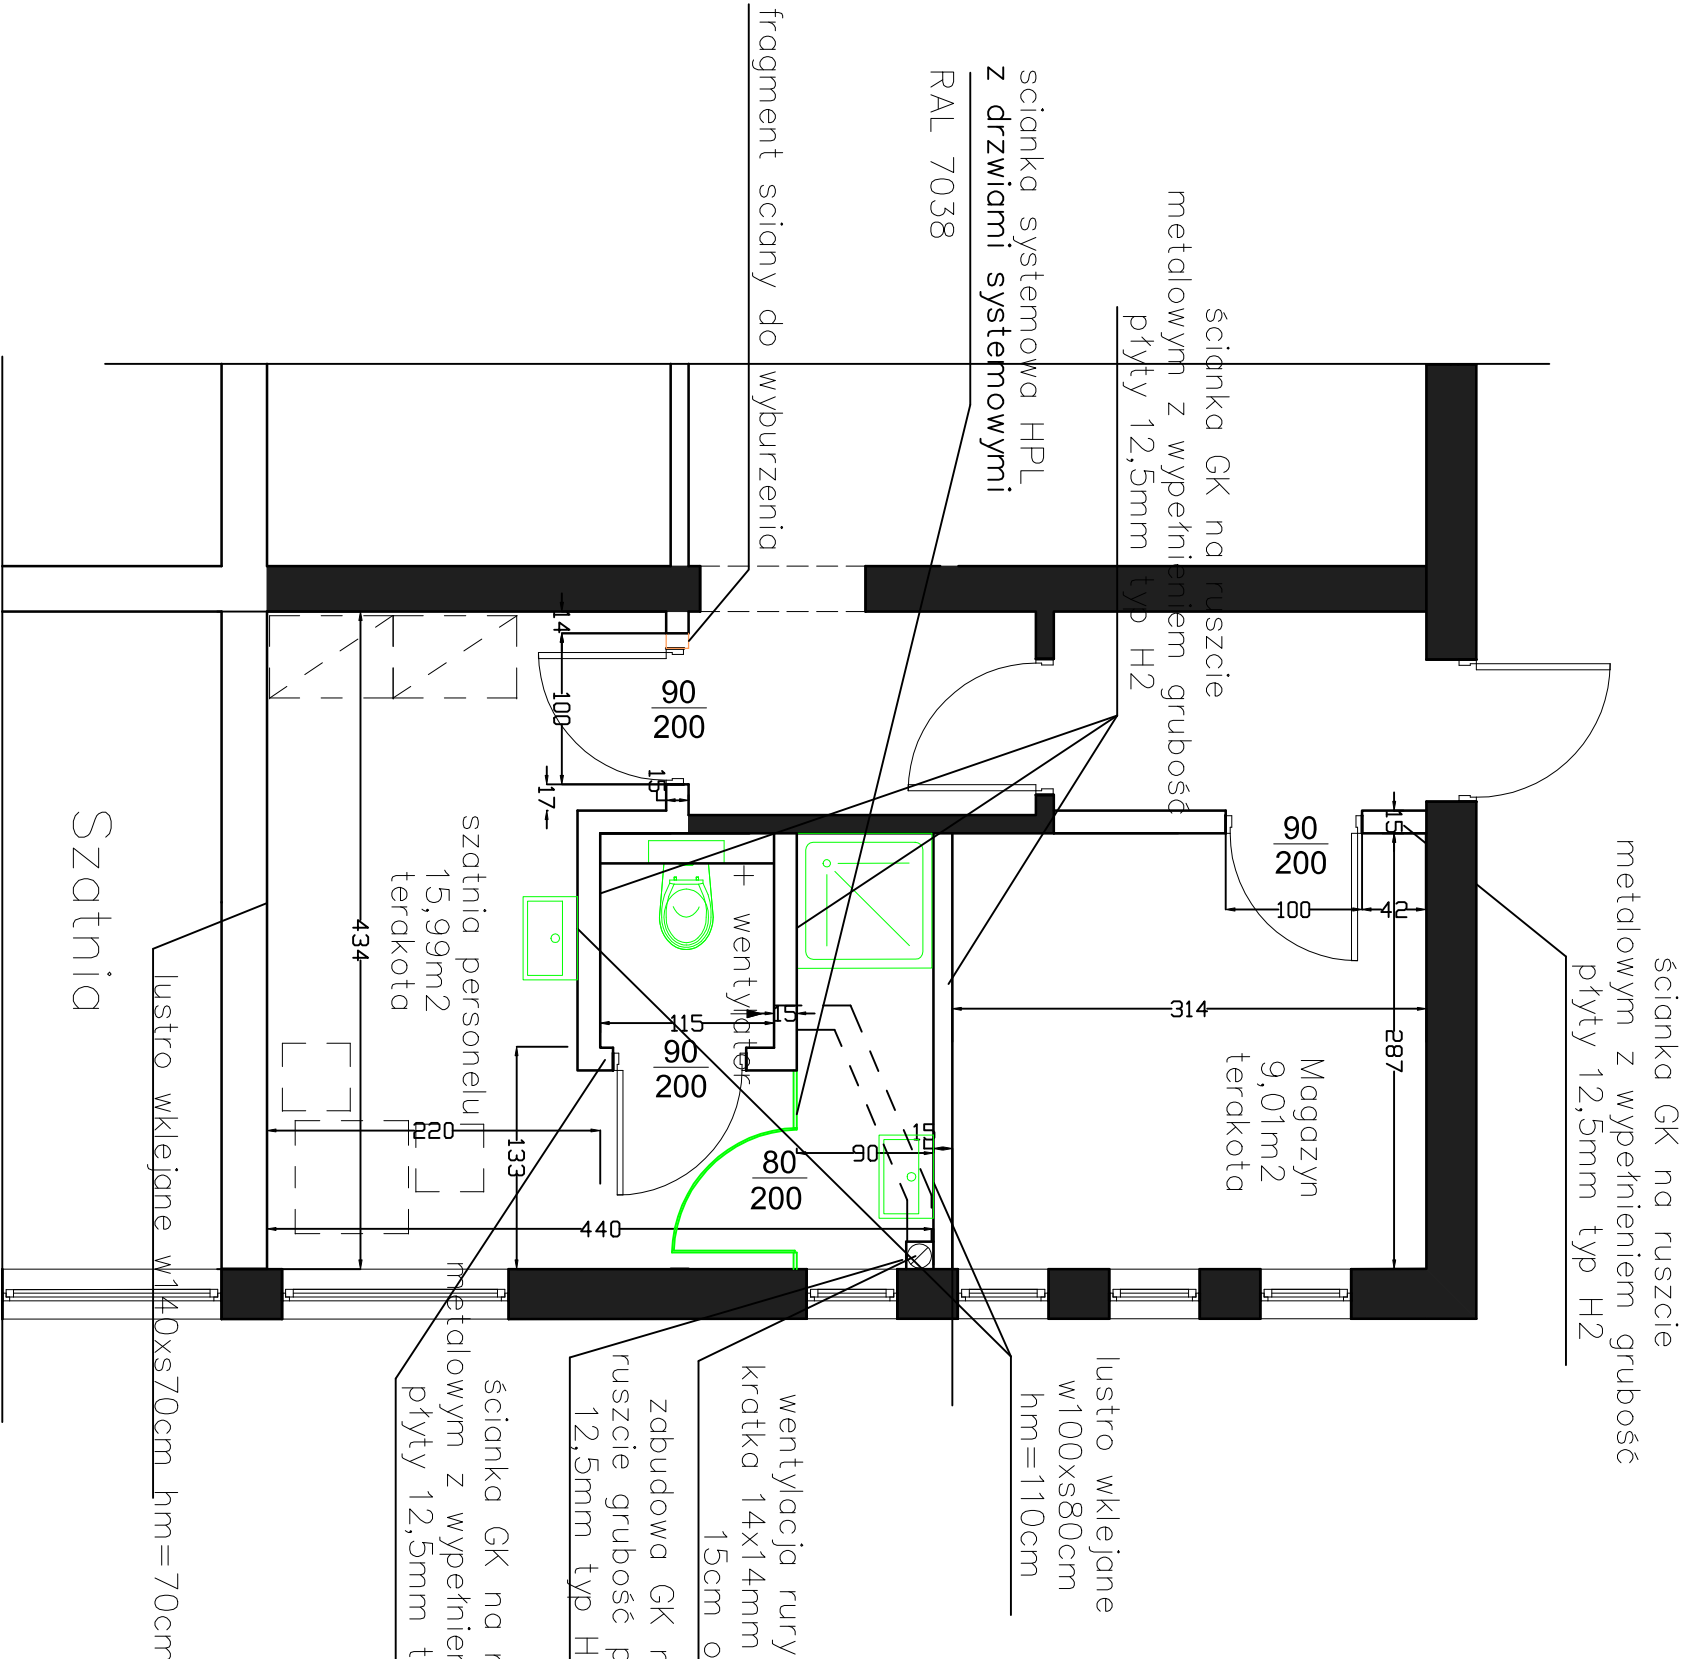 fragment sciany do wyburzenia
scianka systemowa HPL
z drzwiami systemowymi
RAL 7038
ścianka GK na ruszcie
metalowym z wypełnieniem grubość
płyty 12,5mm typ H2
ścianka GK na ruszcie
metalowym z wypełnieniem grubość
płyty 12,5mm typ H2
90
200
90
200
90
200
80
200
14
100
15
17
15
100
42
314
287
434
115
15
220
133
440
90
15
Magazyn
9,01m2
terakota
szatnia personelu
15,99m2
terakota
+ wentylator
Szatnia
lustro wklejane w140xs70cm hm=70cm
lustro wklejane
w100xs80cm
hm=110cm
wentylacja rury
kratka 14x14mm
15cm
zabudowa GK
ruszcie grubość
12,5mm typ
ścianka GK na
metalowym z
płyty 12,5mm